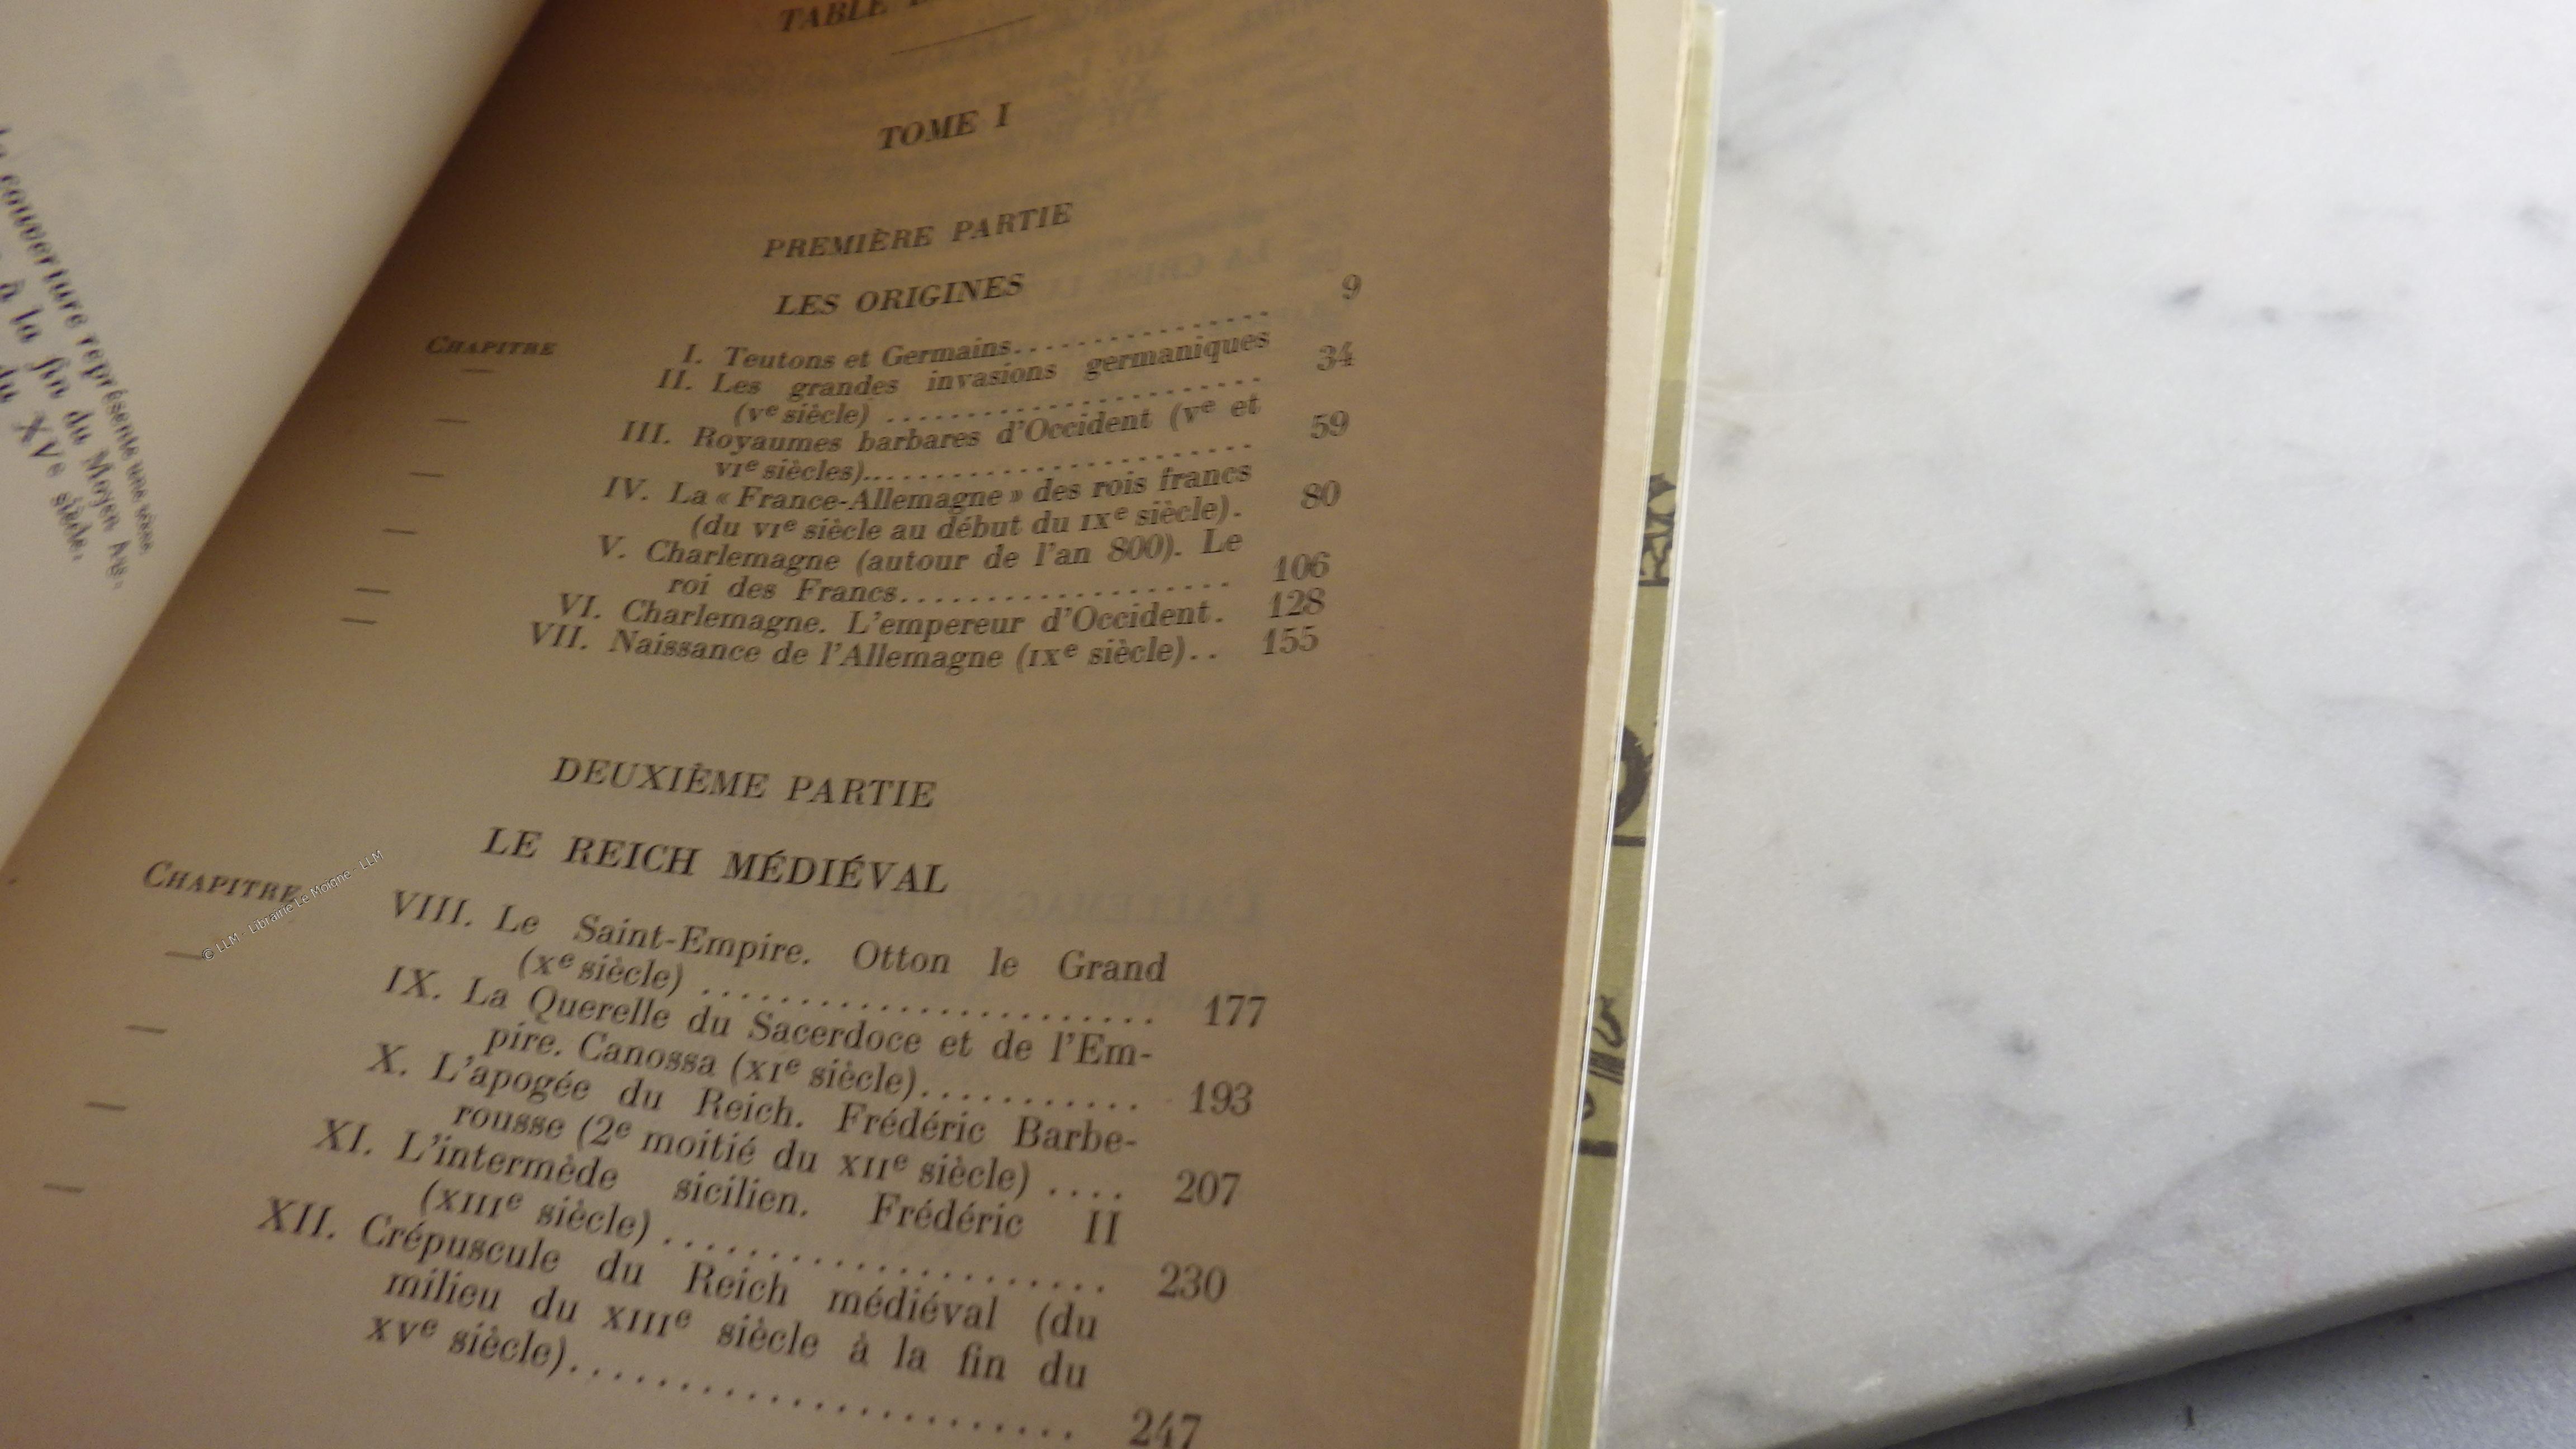 la couverture représente une scène
à la fin du Moyen Âge.
du XVe siècle.
TABLE
TOME I
PREMIÈRE PARTIE
LES ORIGINES
CHAPITRE I. Teutons et Germains.............. 9
— II. Les grandes invasions germaniques
(Ve siècle) .................... 34
— III. Royaumes barbares d'Occident (Ve et
VIe siècles)..................... 59
— IV. La « France-Allemagne » des rois francs
(du VIe siècle au début du IXe siècle). 80
— V. Charlemagne (autour de l'an 800). Le
roi des Francs.................. 106
— VI. Charlemagne. L'empereur d'Occident. 128
— VII. Naissance de l'Allemagne (IXe siècle).. 155
DEUXIÈME PARTIE
LE REICH MÉDIÉVAL
CHAPITRE VIII. Le Saint-Empire. Otton le Grand
(Xe siècle) .................... 177
— IX. La Querelle du Sacerdoce et de l'Em-
pire. Canossa (XIe siècle)............ 193
— X. L'apogée du Reich. Frédéric Barbe-
rousse (2e moitié du XIIe siècle) .... 207
— XI. L'intermède sicilien. Frédéric II
(XIIIe siècle) .................... 230
— XII. Crépuscule du Reich médiéval (du
milieu du XIIIe siècle à la fin du
XVe siècle)........................ 247
© LLM - Librairie Le Moigne - LLM